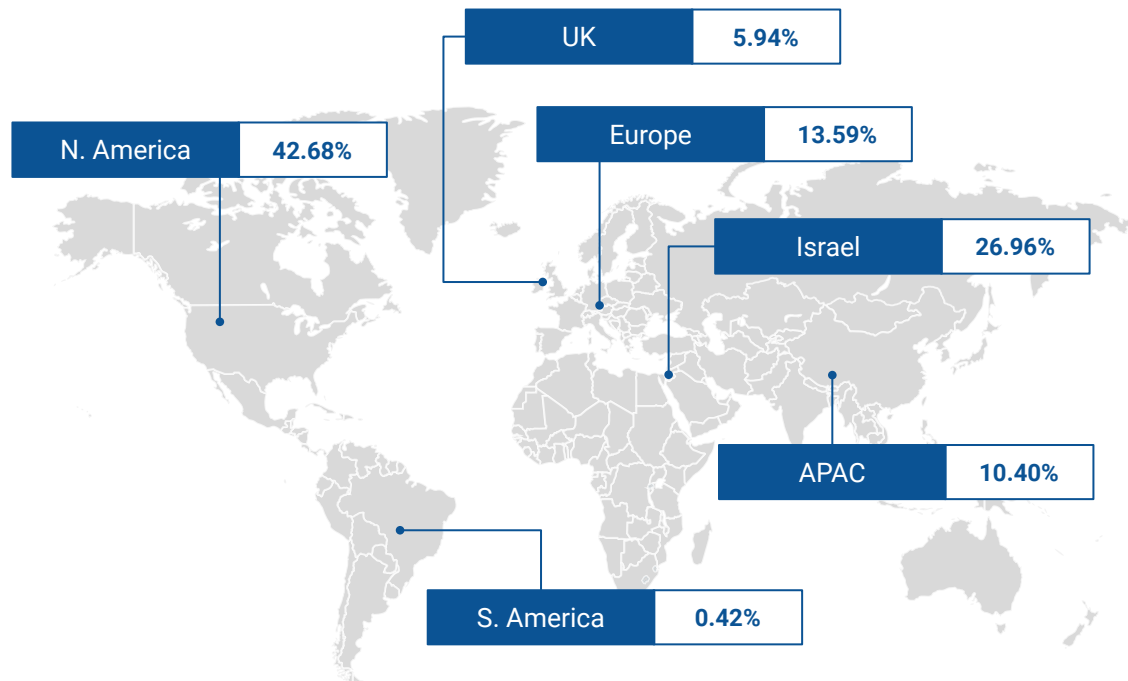 UK 5.94%
N. America 42.68%
Europe 13.59%
Israel 26.96%
APAC 10.40%
S. America 0.42%